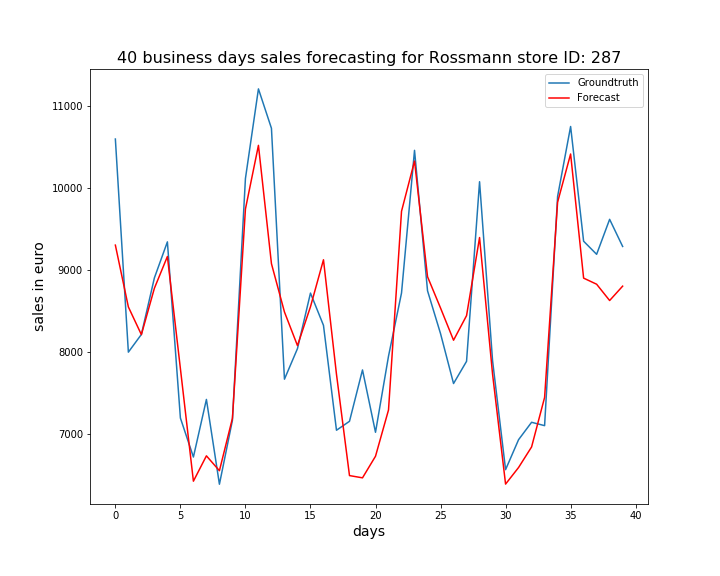 40 business days sales forecasting for Rossmann store ID: 287
Groundtruth
Forecast
11000
10000
9000
8000
7000
sales in euro
0 5 10 15 20 25 30 35 40
days